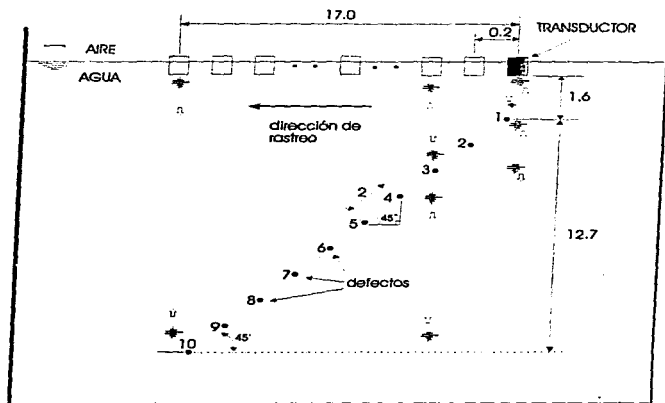 17.0
TRANSDUCTOR
0.2
AIRE
AGUA
1.6
dirección de
rastreo
1
2
3
2
4
45°
5
12.7
6
7
defectos
8
9
45°
10